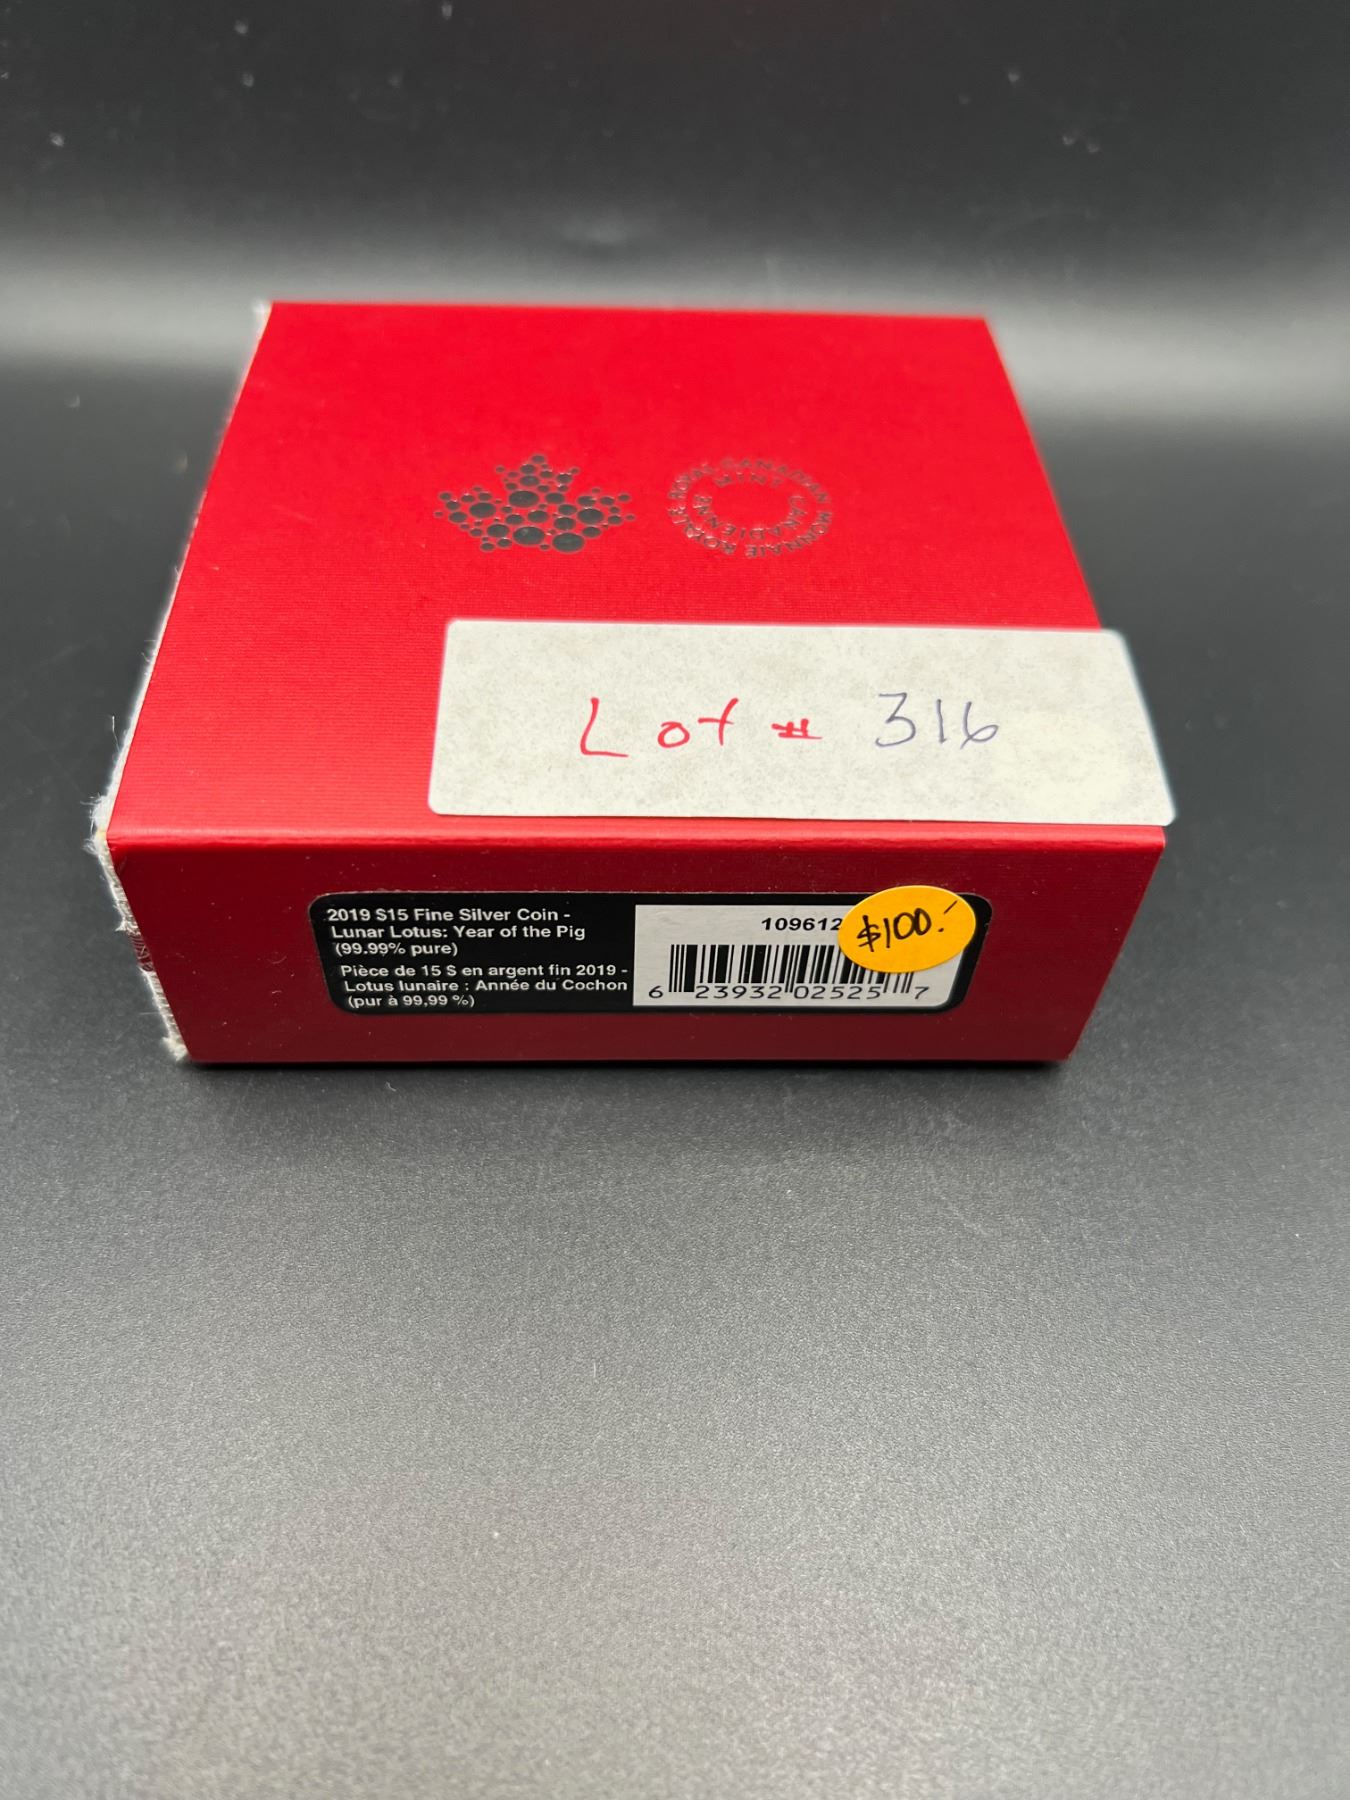 ROYAL CANADIAN MINT
MONNAIE ROYALE CANADIENNE
Lot # 316
2019 $15 Fine Silver Coin -
Lunar Lotus: Year of the Pig
(99.99% pure)
Pièce de 15 $ en argent fin 2019 -
Lotus lunaire : Année du Cochon
(pur à 99,99 %)
109612
$100.
6 23932 02525 7